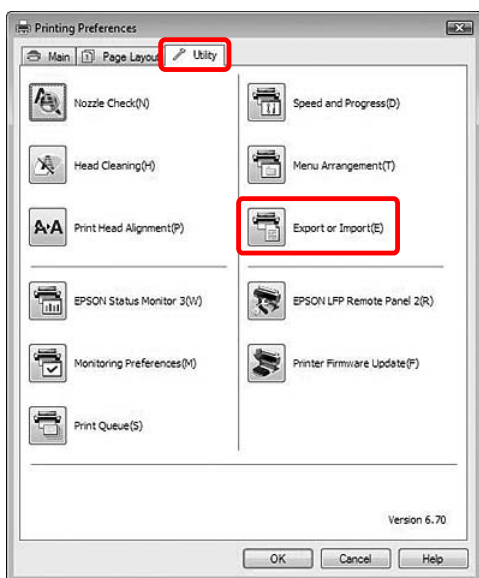 Printing Preferences
Main
Page Layout
Utility
Nozzle Check(N)
Speed and Progress(D)
Head Cleaning(H)
Menu Arrangement(T)
A A Print Head Alignment(P)
Export or Import(E)
EPSON Status Monitor 3(W)
EPSON LFP Remote Panel 2(R)
Monitoring Preferences(M)
Printer Firmware Update(F)
Print Queue(S)
Version 6.70
OK
Cancel
Help